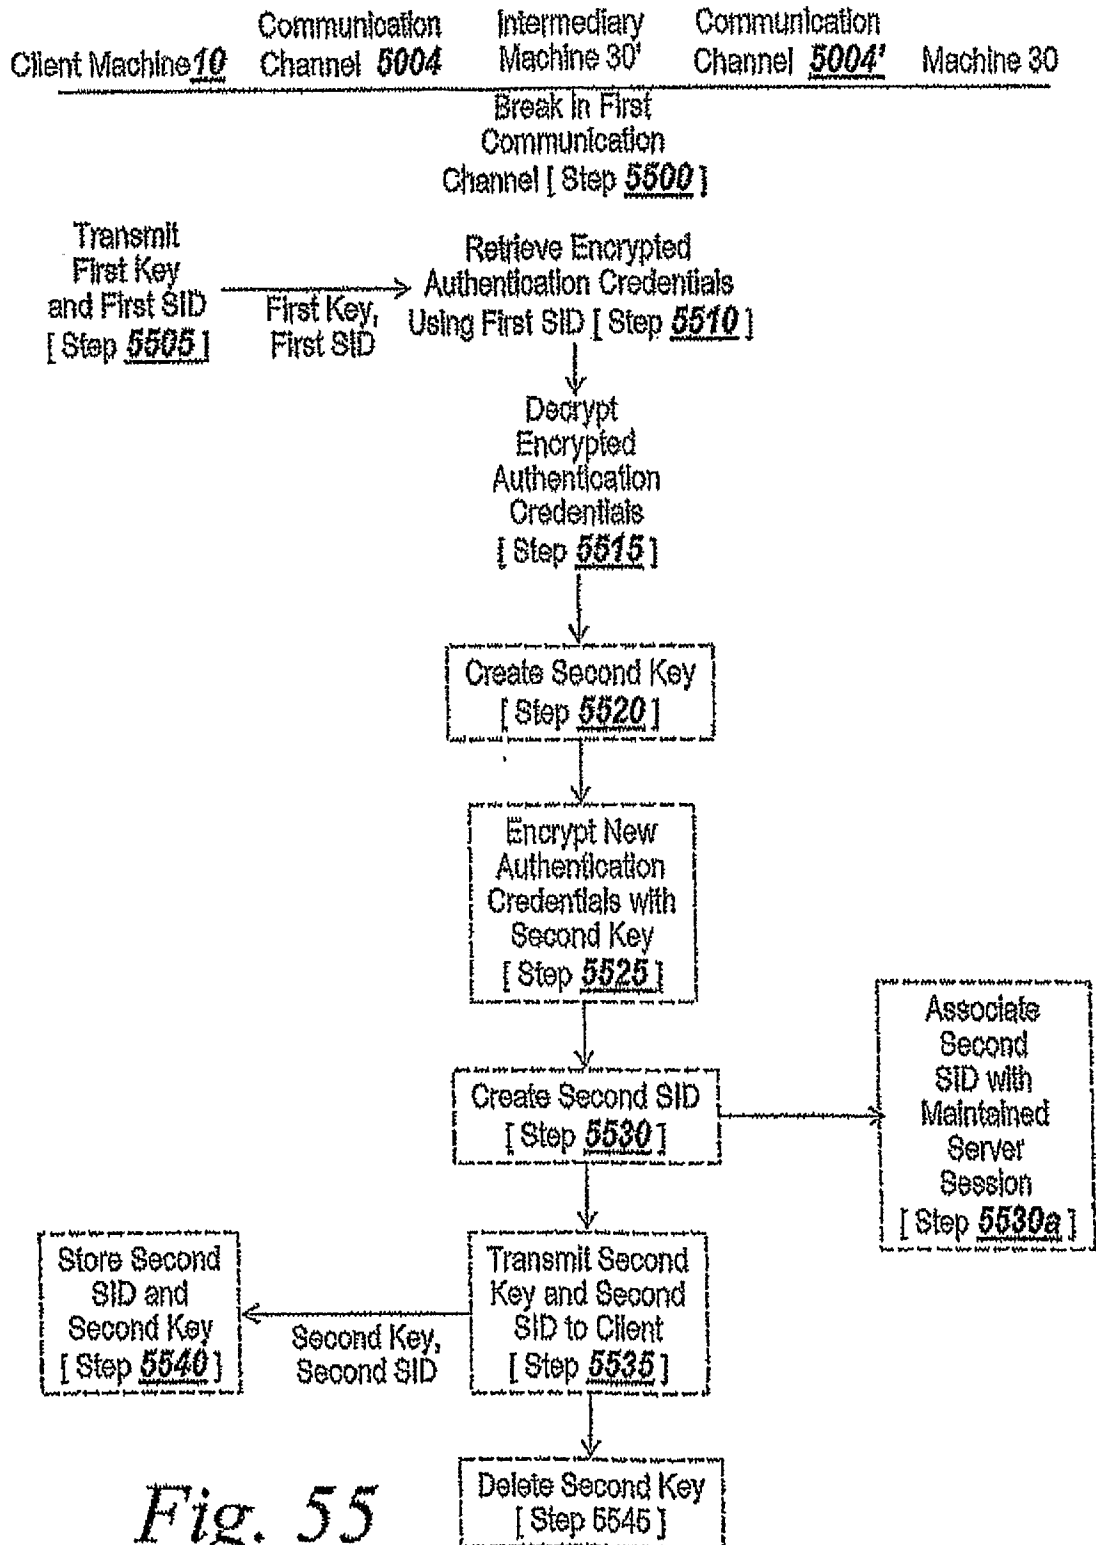 Communication Intermediary Communication
Client Machine 10 Channel 5004 Machine 30' Channel 5004' Machine 30
Break in First
Communication
Channel [ Step 5500 ]
Transmit
First Key
and First SID
[ Step 5505 ]
First Key,
First SID
Retrieve Encrypted
Authentication Credentials
Using First SID [ Step 5510 ]
Decrypt
Encrypted
Authentication
Credentials
[ Step 5515 ]
Create Second Key
[ Step 5520 ]
Encrypt New
Authentication
Credentials with
Second Key
[ Step 5525 ]
Create Second SID
[ Step 5530 ]
Associate
Second
SID with
Maintained
Server
Session
[ Step 5530a ]
Transmit Second
Key and Second
SID to Client
[ Step 5535 ]
Second Key,
Second SID
Store Second
SID and
Second Key
[ Step 5540 ]
Delete Second Key
[ Step 5545 ]
Fig. 55